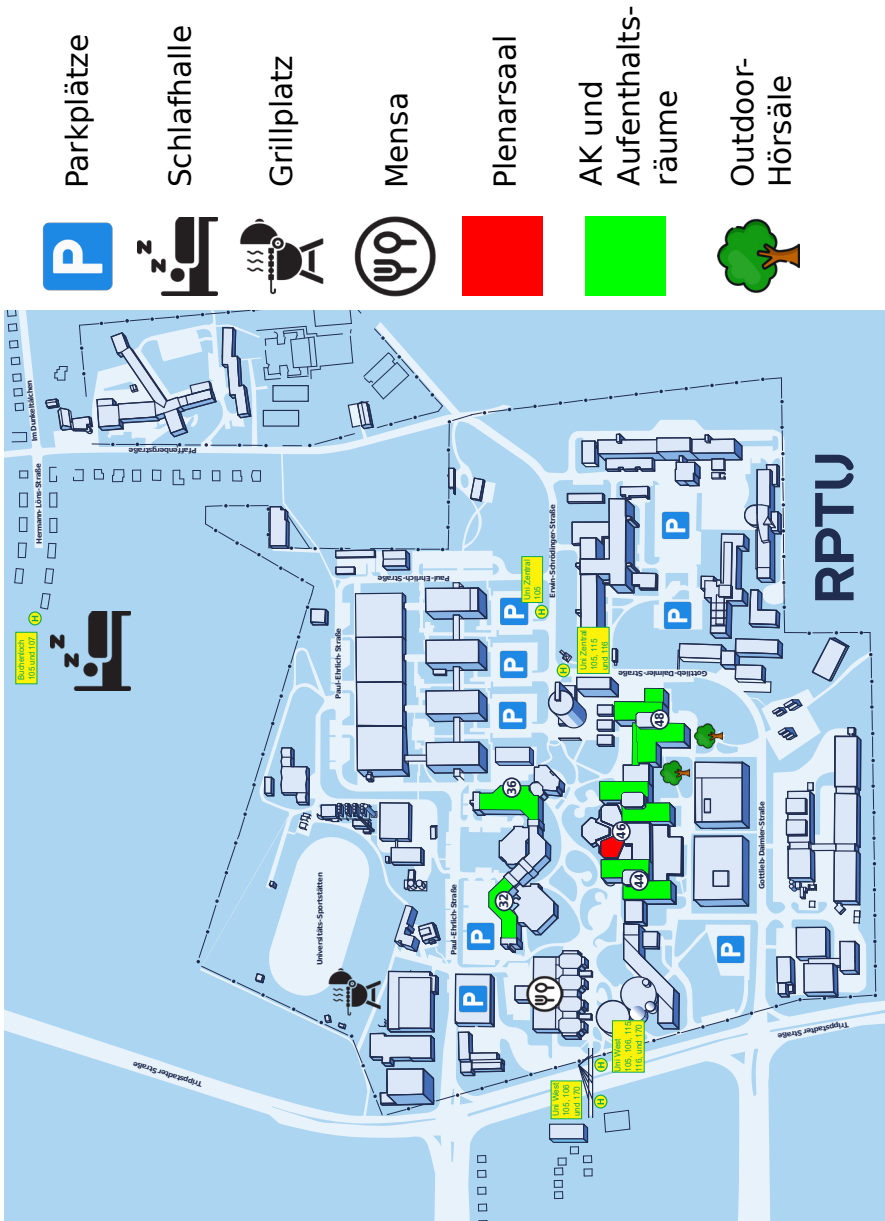 Trippstadter Straße
Buchenloch
105 und 107
H
Hermann-Löns-Straße
Im Dunkeltälchen
Pfaffenbergstraße
Universitäts-Sportstätten
Paul-Ehrlich-Straße
Paul-Ehrlich-Straße
Paul-Ehrlich-Straße
P
P
P
P
P
32
36
Uni Zentral
105
H
Uni West
105, 106
und 170
H
H
Uni West
105, 106, 115
116, und 170
Erwin-Schrödinger-Straße
H
Uni Zentral
105, 115
und 116
44
46
48
Gottlieb-Daimler-Straße
P
P
P
Trippstadter Straße
Gottlieb-Daimler-Straße
RPTU
P
Parkplätze
Schlafhalle
Grillplatz
Mensa
Plenarsaal
AK und
Aufenthalts-
räume
Outdoor-
Hörsäle